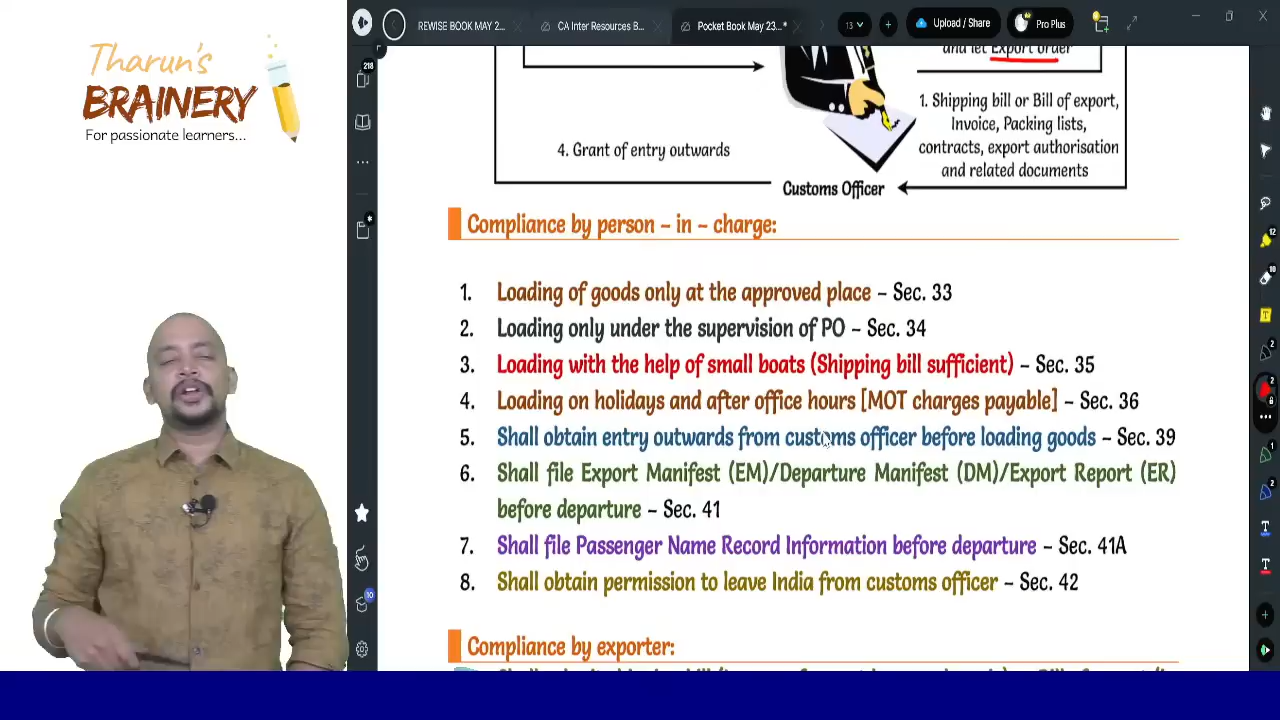 Tharun's
BRAINERY
For passionate learners...
REWISE BOOK MAY 2...
CA Inter Resources B...
Pocket Book May 23...*
13
Upload / Share
Pro Plus
218
and let Export order
1. Shipping bill or Bill of export,
Invoice, Packing lists,
contracts, export authorisation
and related documents
4. Grant of entry outwards
Customs Officer
Compliance by person – in – charge:
1. Loading of goods only at the approved place – Sec. 33
2. Loading only under the supervision of PO – Sec. 34
3. Loading with the help of small boats (Shipping bill sufficient) – Sec. 35
4. Loading on holidays and after office hours [MOT charges payable] – Sec. 36
5. Shall obtain entry outwards from customs officer before loading goods – Sec. 39
6. Shall file Export Manifest (EM)/Departure Manifest (DM)/Export Report (ER)
before departure – Sec. 41
7. Shall file Passenger Name Record Information before departure – Sec. 41A
8. Shall obtain permission to leave India from customs officer – Sec. 42
Compliance by exporter: